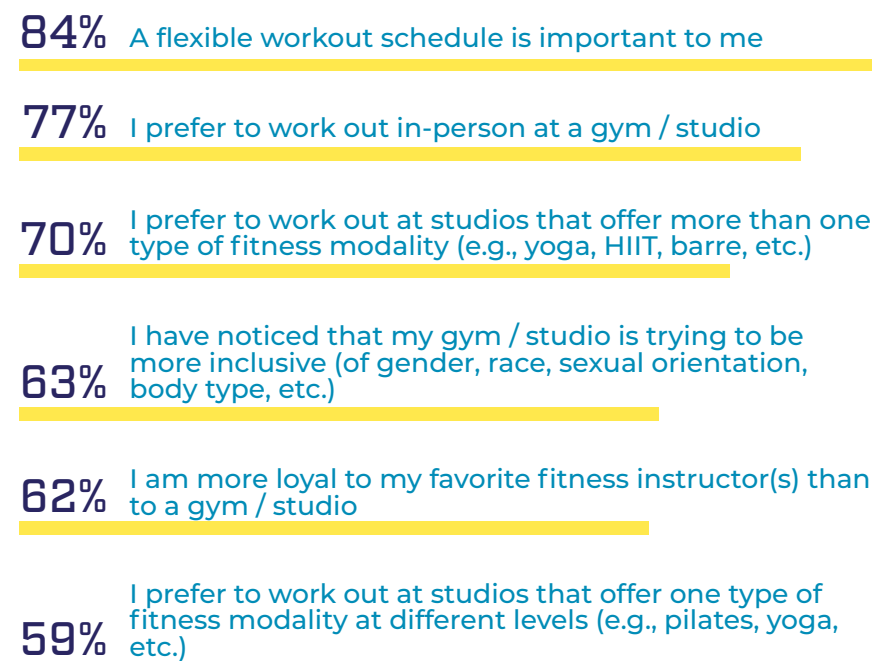 84% A flexible workout schedule is important to me
77% I prefer to work out in-person at a gym / studio
I prefer to work out at studios that offer more than one
70% type of fitness modality (e.g., yoga, HIIT, barre, etc.)
I have noticed that my gym / studio is trying to be
more inclusive (of gender, race, sexual orientation,
63% body type, etc.)
I am more loyal to my favorite fitness instructor(s) than
62% to a gym / studio
I prefer to work out at studios that offer one type of
fitness modality at different levels (e.g., pilates, yoga,
59% etc.)